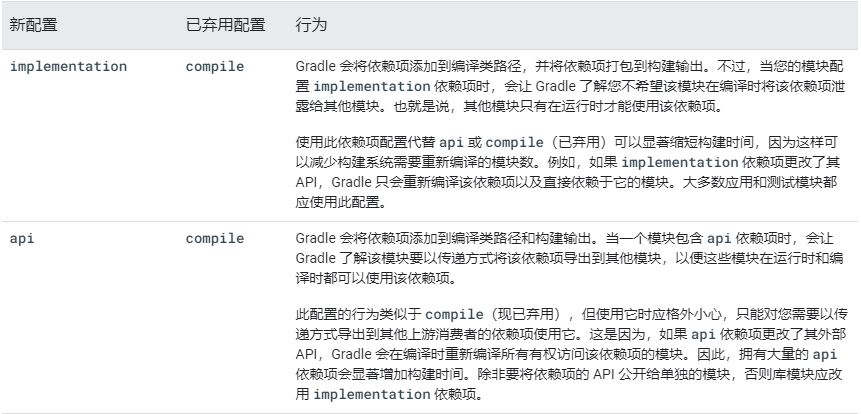 新配置 已弃用配置 行为
implementation compile Gradle 会将依赖项添加到编译类路径，并将依赖项打包到构建输出。不过，当您的模块配
置 implementation 依赖项时，会让 Gradle 了解您不希望该模块在编译时将该依赖项泄
露给其他模块。也就是说，其他模块只有在运行时才能使用该依赖项。
使用此依赖项配置代替 api 或 compile（已弃用）可以显著缩短构建时间，因为这样可
以减少构建系统需要重新编译的模块数。例如，如果 implementation 依赖项更改了其
API，Gradle 只会重新编译该依赖项以及直接依赖于它的模块。大多数应用和测试模块都
应使用此配置。
api compile Gradle 会将依赖项添加到编译类路径和构建输出。当一个模块包含 api 依赖项时，会让
Gradle 了解该模块要以传递方式将该依赖项导出到其他模块，以便这些模块在运行时和编
译时都可以使用该依赖项。
此配置的行为类似于 compile（现已弃用），但使用它时应格外小心，只能对您需要以传
递方式导出到其他上游消费者的依赖项使用它。这是因为，如果 api 依赖项更改了其外部
API，Gradle 会在编译时重新编译所有有权访问该依赖项的模块。因此，拥有大量的 api
依赖项会显著增加构建时间。除非要将依赖项的 API 公开给单独的模块，否则库模块应改
用 implementation 依赖项。